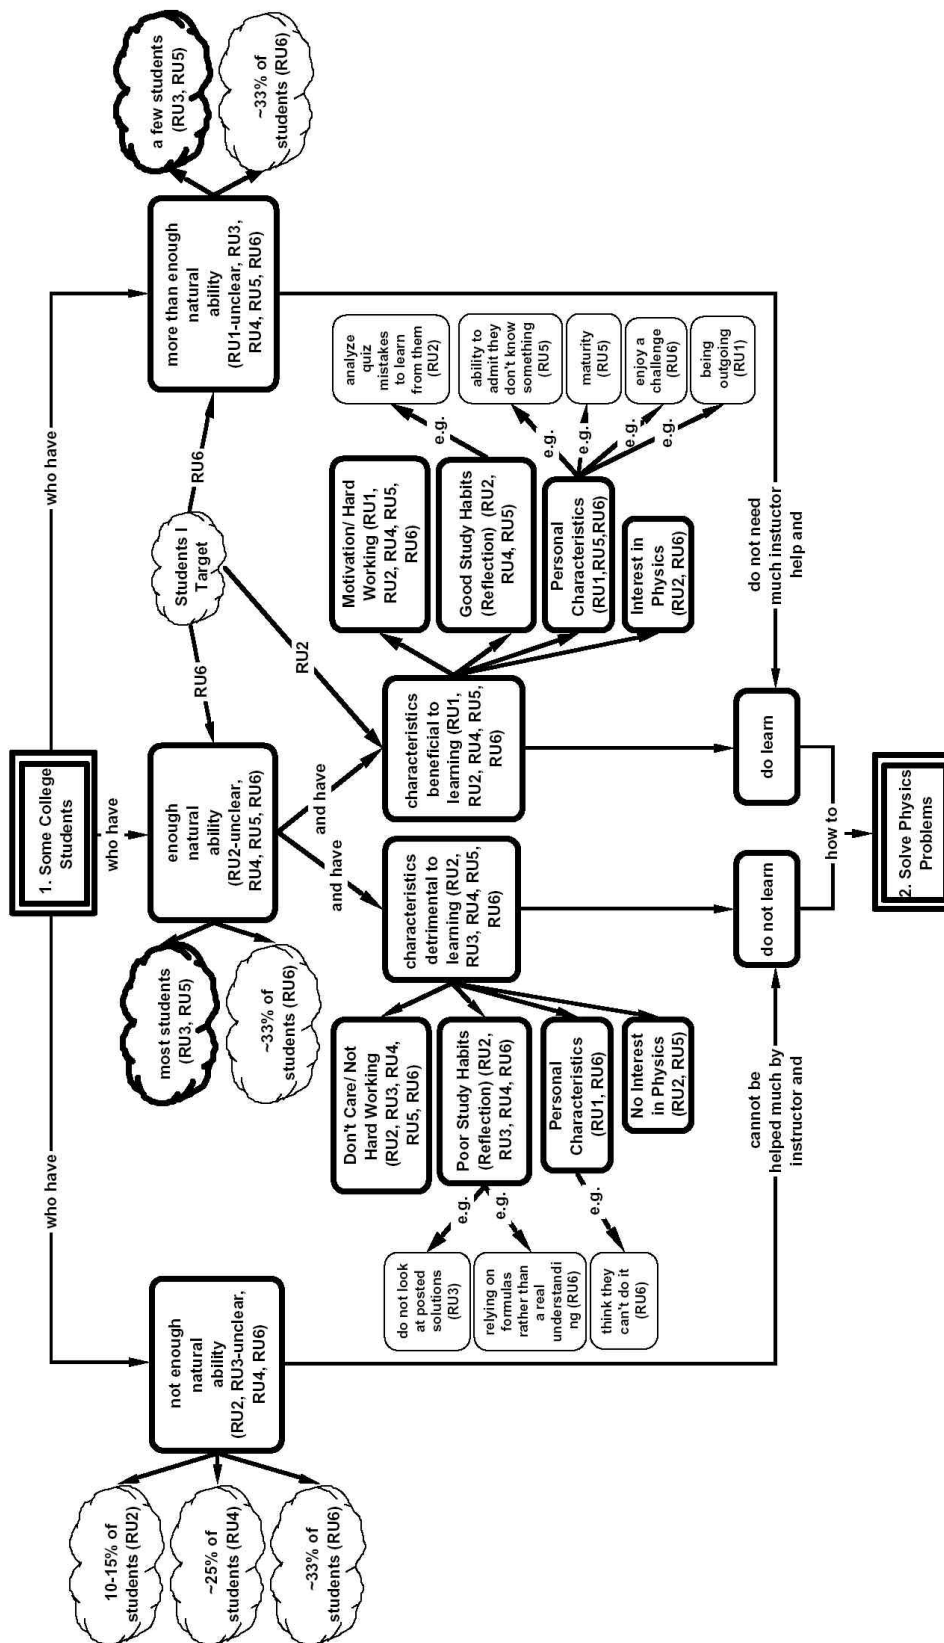 1. Some College
Students
who have
who have
who have
not enough
natural
ability
(RU2, RU3-unclear,
RU4, RU6)
10-15% of
students (RU2)
~25% of
students (RU4)
~33% of
students (RU6)
enough
natural
ability
(RU2-unclear,
RU4, RU5, RU6)
most students
(RU3, RU5)
~33% of
students (RU6)
RU6
Students I
Target
RU6
RU2
more than enough
natural
ability
(RU1-unclear, RU3,
RU4, RU5, RU6)
a few students
(RU3, RU5)
~33% of
students (RU6)
and have
and have
characteristics
detrimental to
learning (RU2,
RU3, RU4, RU5,
RU6)
Don't Care/ Not
Hard Working
(RU2, RU3, RU4,
RU5, RU6)
Poor Study Habits
(Reflection) (RU2,
RU3, RU4, RU6)
Personal
Characteristics
(RU1, RU6)
No Interest
in Physics
(RU2, RU5)
e.g.
e.g.
e.g.
do not look
at posted
solutions
(RU3)
relying on
formulas
rather than
a real
understandi
ng (RU6)
think they
can't do it
(RU6)
characteristics
beneficial to
learning (RU1,
RU2, RU4, RU5,
RU6)
Motivation/ Hard
Working (RU1,
RU2, RU4, RU5,
RU6)
Good Study Habits
(Reflection) (RU2,
RU4, RU5)
Personal
Characteristics
(RU1,RU5,RU6)
Interest in
Physics
(RU2, RU6)
e.g.
e.g.
e.g.
e.g.
e.g.
analyze
quiz
mistakes
to learn
from them
(RU2)
ability to
admit they
don't know
something
(RU5)
maturity
(RU5)
enjoy a
challenge
(RU6)
being
outgoing
(RU1)
cannot be
helped much by
instructor and
do not need
much instuctor
help and
do not learn
do learn
how to
2. Solve Physics
Problems